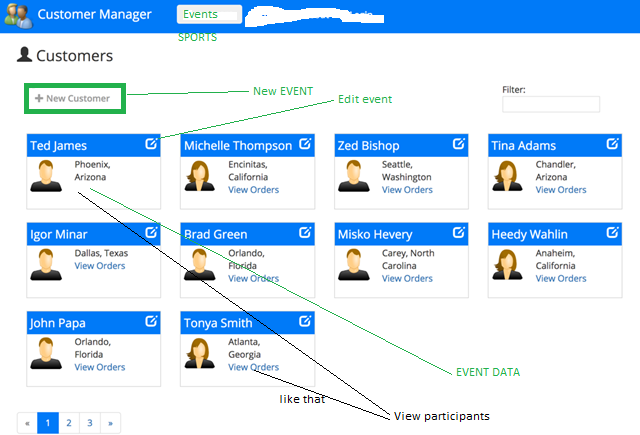 Customer Manager
Events
SPORTS
Customers
New Customer
New EVENT
Edit event
Filter:
Ted James
Phoenix,
Arizona
Michelle Thompson
Encinitas,
California
View Orders
Zed Bishop
Seattle,
Washington
View Orders
Tina Adams
Chandler,
Arizona
View Orders
Igor Minar
Dallas, Texas
View Orders
Brad Green
Orlando,
Florida
View Orders
Misko Hevery
Carey, North
Carolina
View Orders
Heedy Wahlin
Anaheim,
California
View Orders
John Papa
Orlando,
Florida
View Orders
Tonya Smith
Atlanta,
Georgia
View Orders
EVENT DATA
like that
View participants
« 1 2 3 »